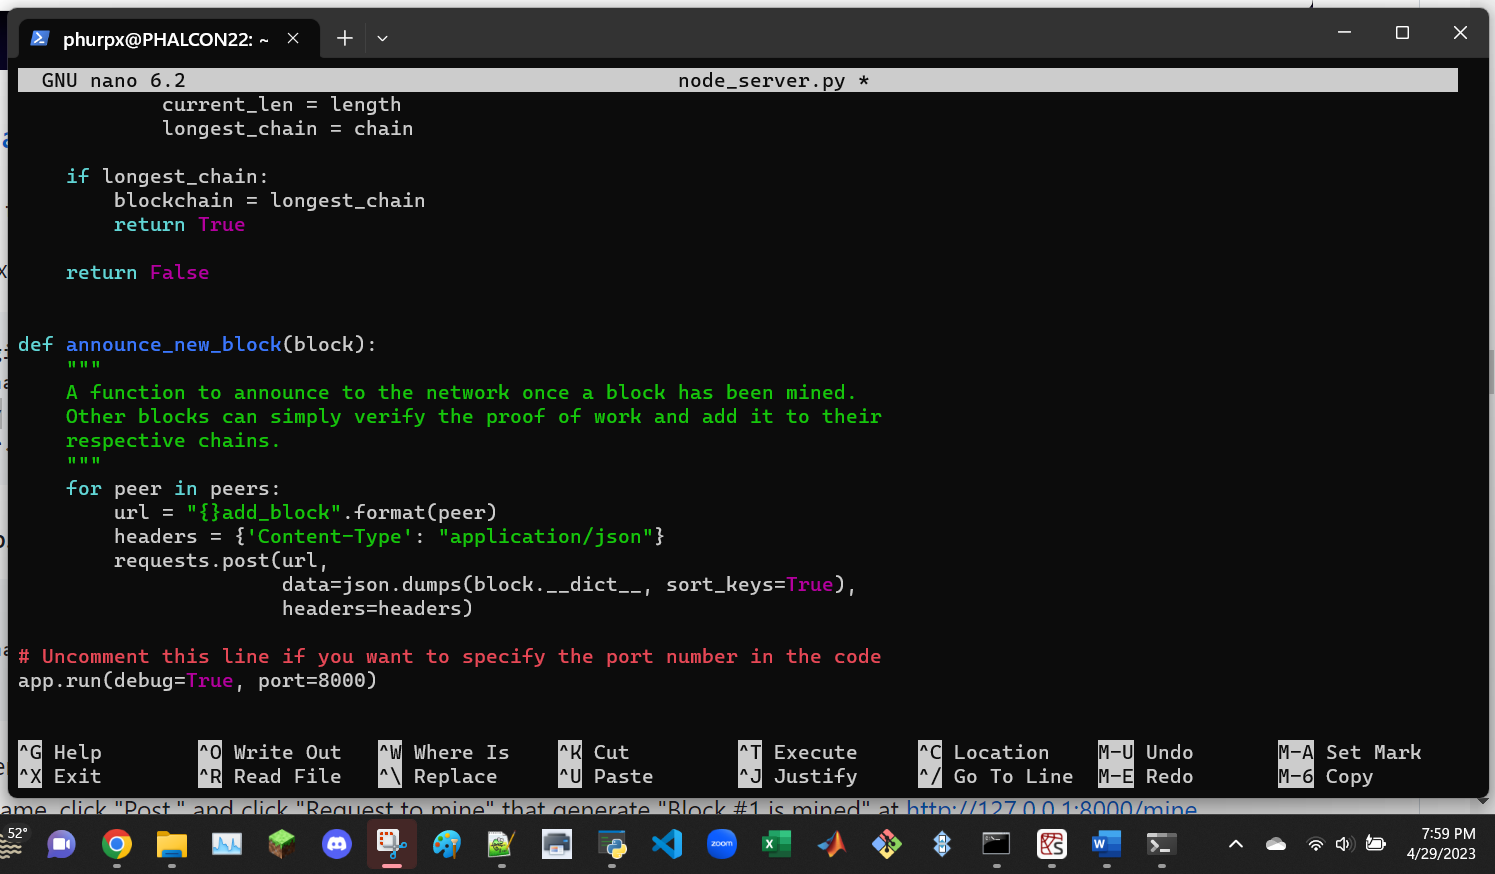 phurpx@PHALCON22: ~
GNU nano 6.2 node_server.py *
current_len = length
longest_chain = chain
if longest_chain:
blockchain = longest_chain
return True
return False
def announce_new_block(block):
"""
A function to announce to the network once a block has been mined.
Other blocks can simply verify the proof of work and add it to their
respective chains.
"""
for peer in peers:
url = "{}add_block".format(peer)
headers = {'Content-Type': "application/json"}
requests.post(url,
data=json.dumps(block.__dict__, sort_keys=True),
headers=headers)
# Uncomment this line if you want to specify the port number in the code
app.run(debug=True, port=8000)
^G Help ^O Write Out ^W Where Is ^K Cut ^T Execute ^C Location M-U Undo M-A Set Mark
^X Exit ^R Read File ^\ Replace ^U Paste ^J Justify ^/ Go To Line M-E Redo M-6 Copy
ame, click "Post," and click "Request to mine" that generate "Block #1 is mined" at http://127.0.0.1:8000/mine
52°
zoom
7:59 PM
4/29/2023